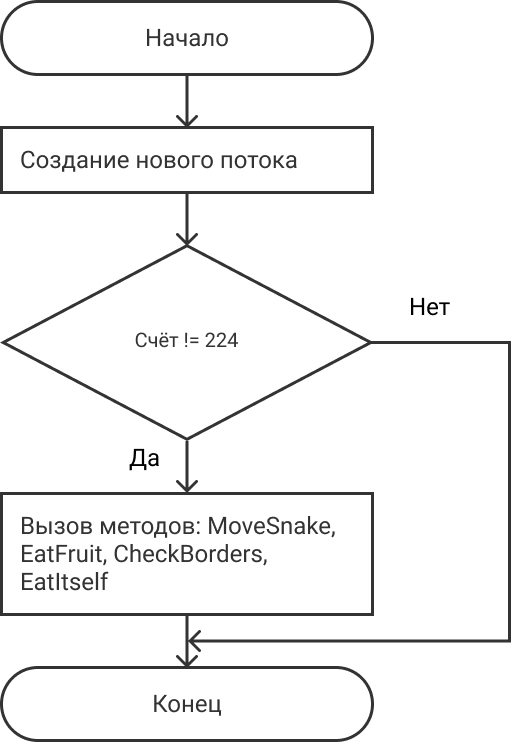 Начало
Создание нового потока
Нет
Счёт != 224
Да
Вызов методов: MoveSnake,
EatFruit, CheckBorders,
EatItself
Конец